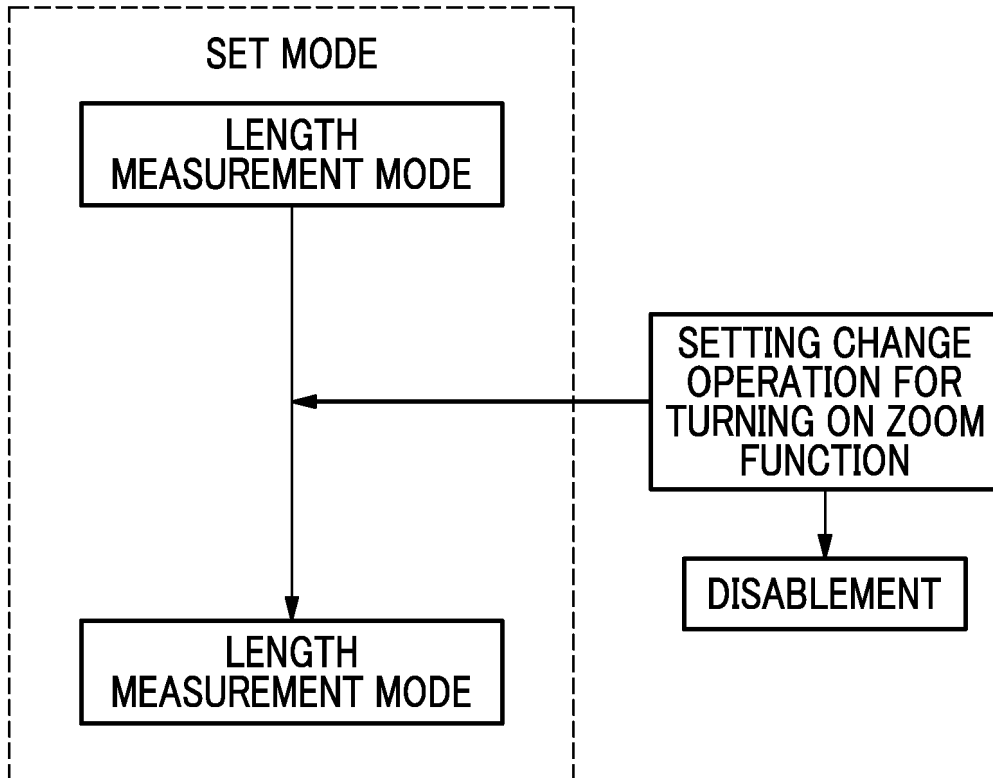 SET MODE
LENGTH
MEASUREMENT MODE
SETTING CHANGE
OPERATION FOR
TURNING ON ZOOM
FUNCTION
DISABLEMENT
LENGTH
MEASUREMENT MODE